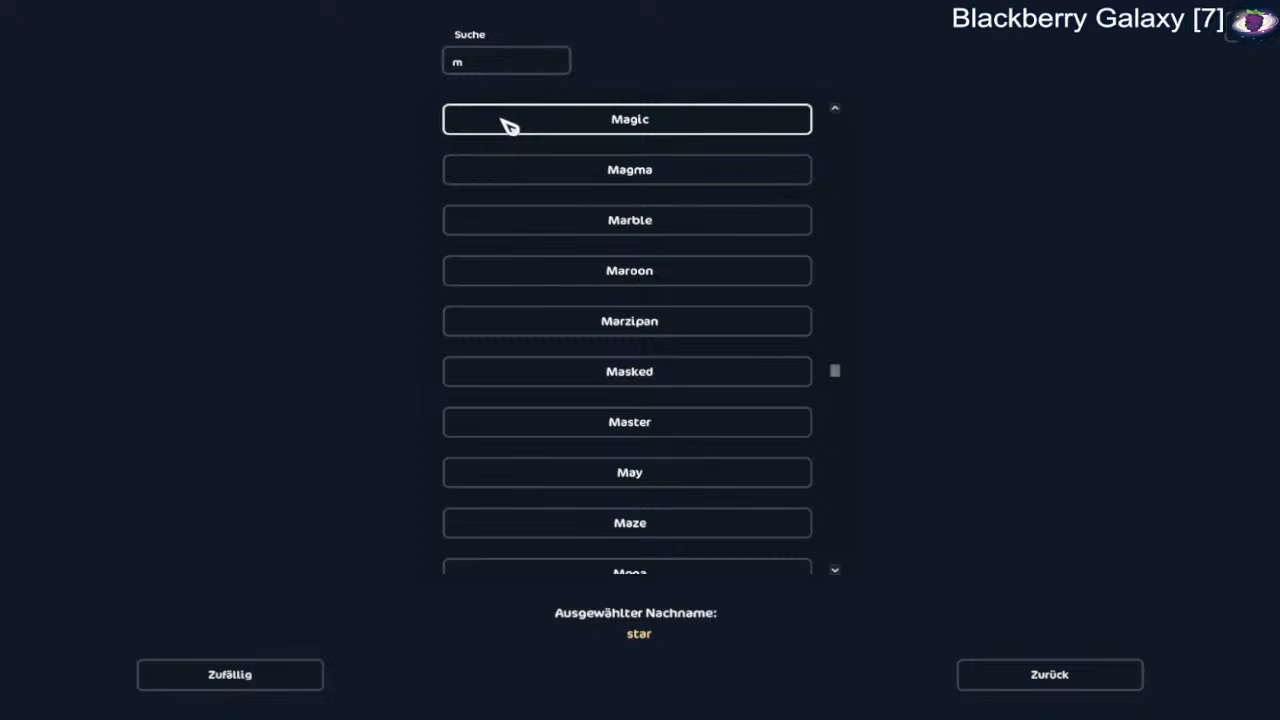 Blackberry Galaxy [7]
Suche
m
Magic
Magma
Marble
Maroon
Marzipan
Masked
Master
May
Maze
Ausgewählter Nachname:
star
Zufällig
Zurück